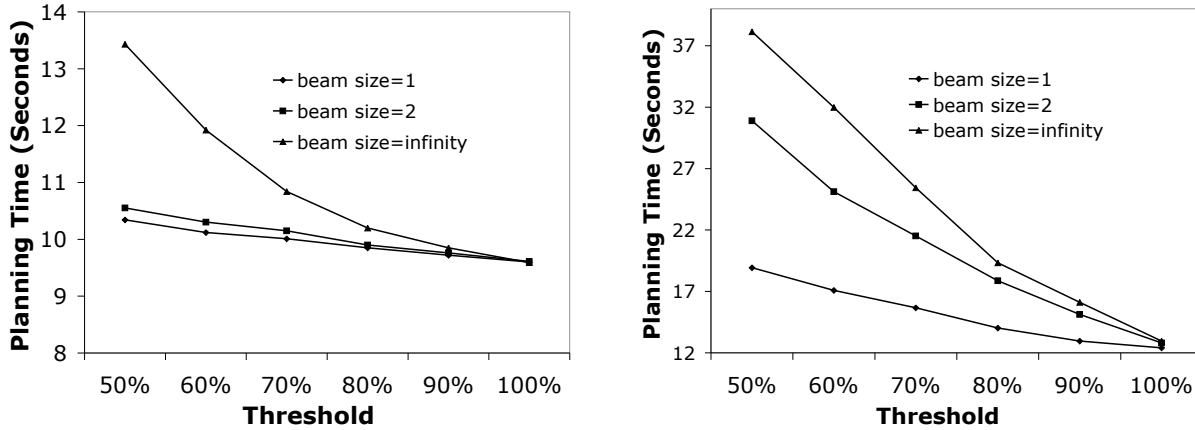 Planning Time (Seconds)
14
13
12
11
10
9
8
beam size=1
beam size=2
beam size=infinity
50% 60% 70% 80% 90% 100%
Threshold
Planning Time (Seconds)
37
32
27
22
17
12
beam size=1
beam size=2
beam size=infinity
50% 60% 70% 80% 90% 100%
Threshold